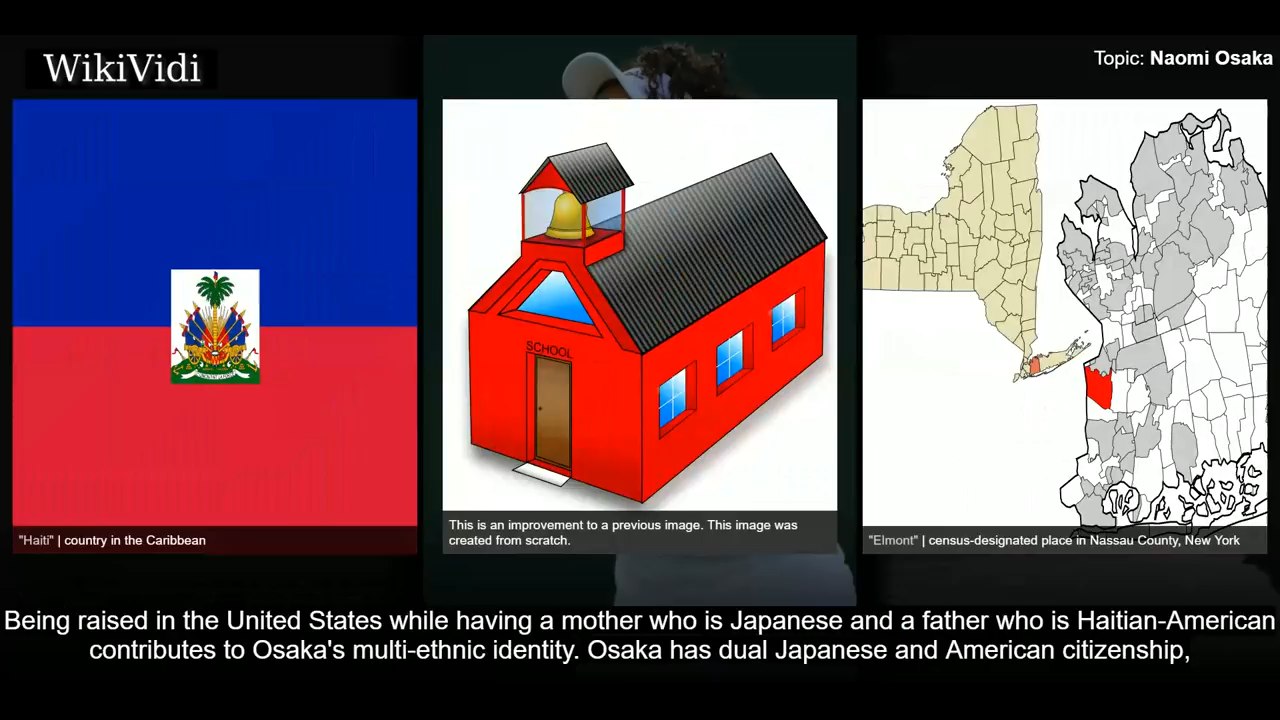 WikiVidi
Topic: Naomi Osaka
SCHOOL
"Haiti" | country in the Caribbean
This is an improvement to a previous image. This image was
created from scratch.
"Elmont" | census-designated place in Nassau County, New York
Being raised in the United States while having a mother who is Japanese and a father who is Haitian-American
contributes to Osaka's multi-ethnic identity. Osaka has dual Japanese and American citizenship,